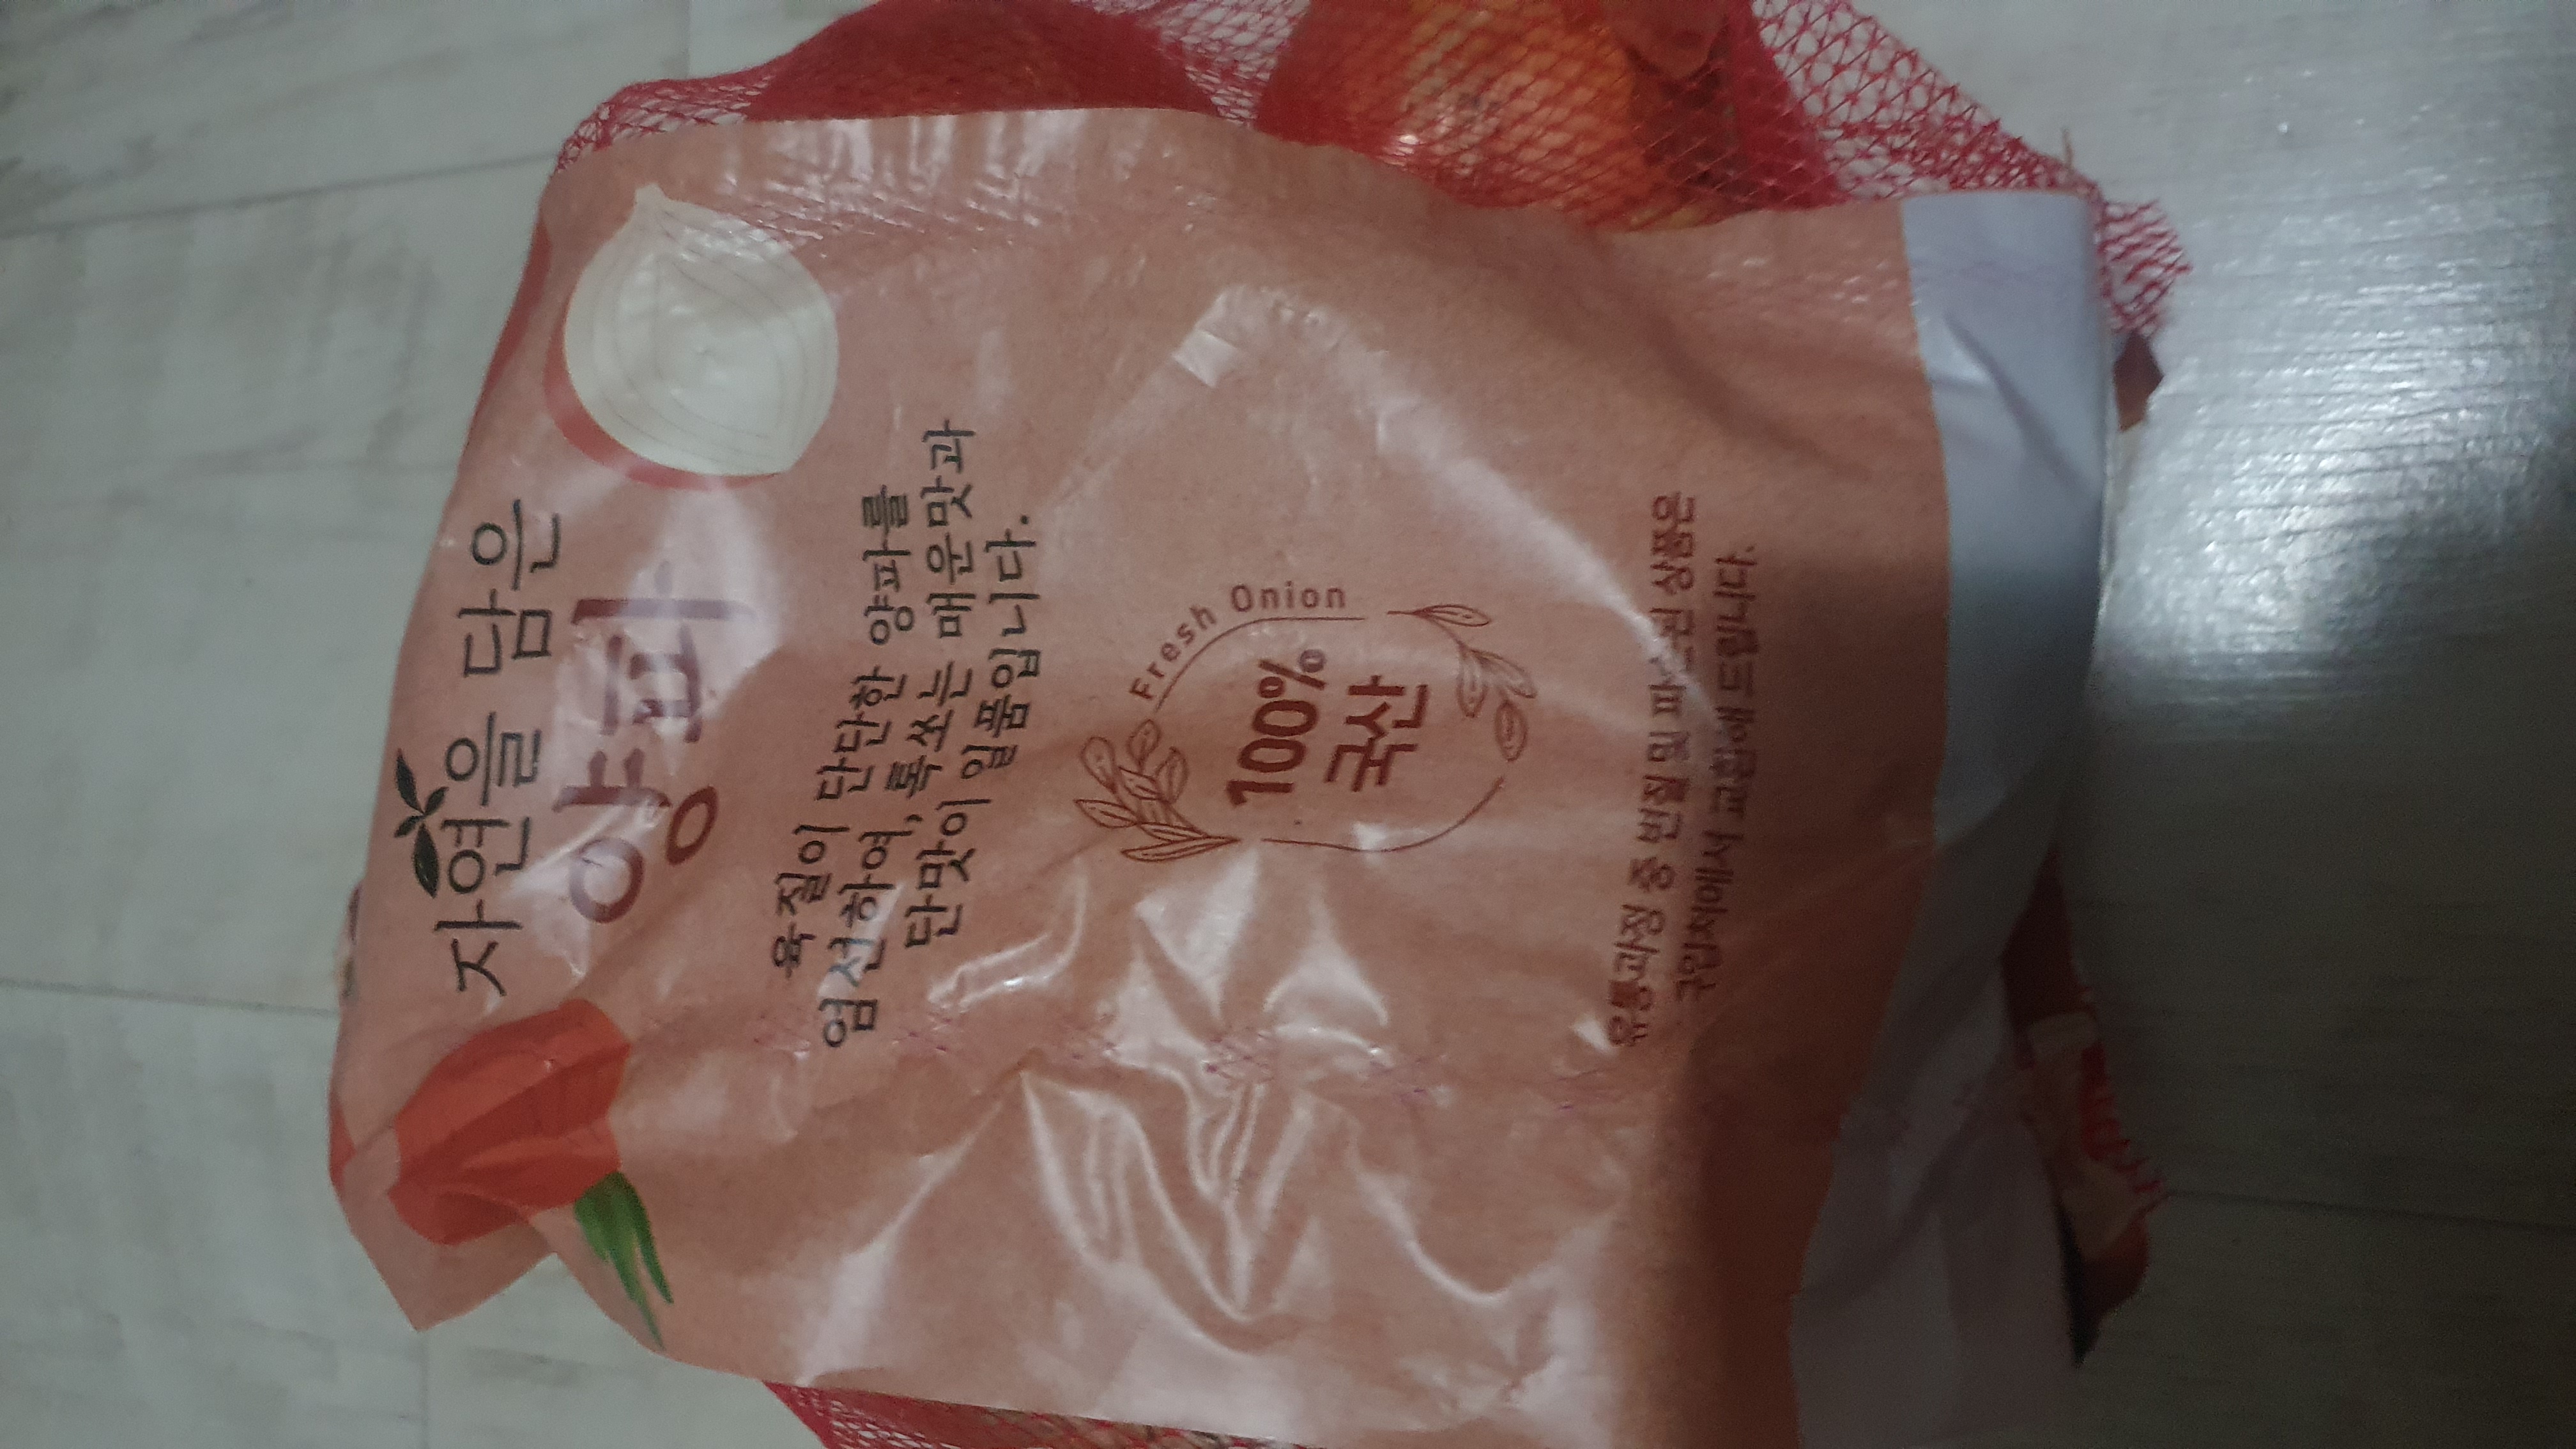 자연을 담은
양파
육질이 단단한 양파를
엄선하여, 톡쏘는 매운맛과
단맛이 일품입니다.
Fresh Onion
100%
국산
유통과정 중 변질 및 파손된 상품은
구입처에서 교환해 드립니다.